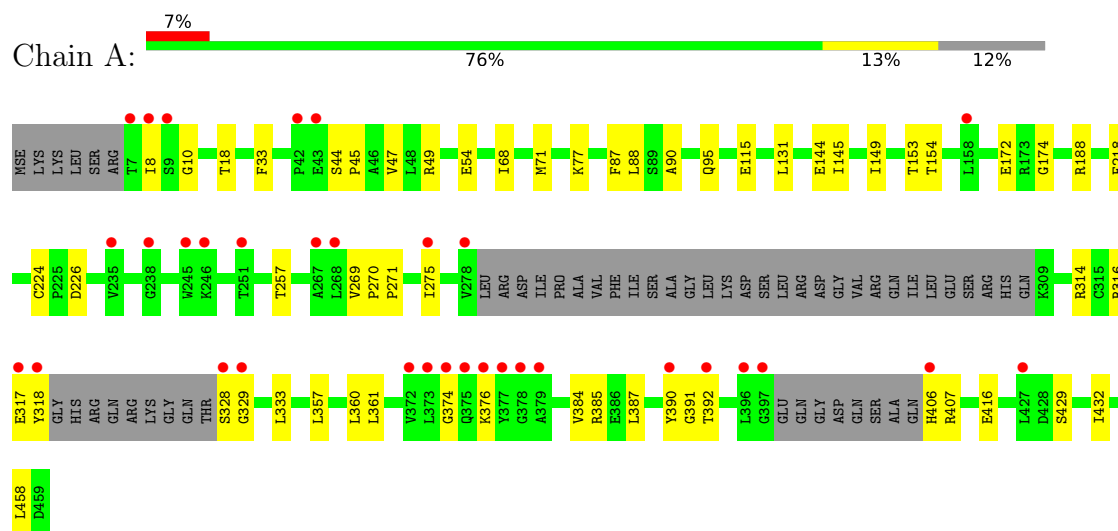 7%
Chain A:
76% 13% 12%
MSE LYS LYS LEU SER ARG T7 I8 S9 G10 T18 F33 P42 E43 S44 P45 A46 V47 L48 R49 E54 I68 M71 K77 F87 L88 S89 A90 Q95 E115 L131 E144 I145 I149 T153 T154 L158 E172 R173 G174 R188
C224 P225 D226 V235 G238 W245 K246 T251 T257 A267 L268 V269 P270 P271 I275 V278 LEU ARG ASP ILE PRO ALA VAL PHE ILE SER ALA GLY LEU LYS ASP SER LEU ARG ASP GLY VAL ARG GLN ILE LEU GLU SER ARG HIS GLN K309 R314 C315
E317 Y318 GLY HIS ARG GLN ARG LYS GLY GLN THR S328 G329 L333 L357 L360 L361 V372 L373 G374 Q375 K376 Y377 G378 A379 V384 R385 E386 L387 Y390 G391 T392 L396 G397 GLU GLN GLY ASP GLN SER ALA GLN H406 R407 E416 L427 D428 S429 I432
L458 D459